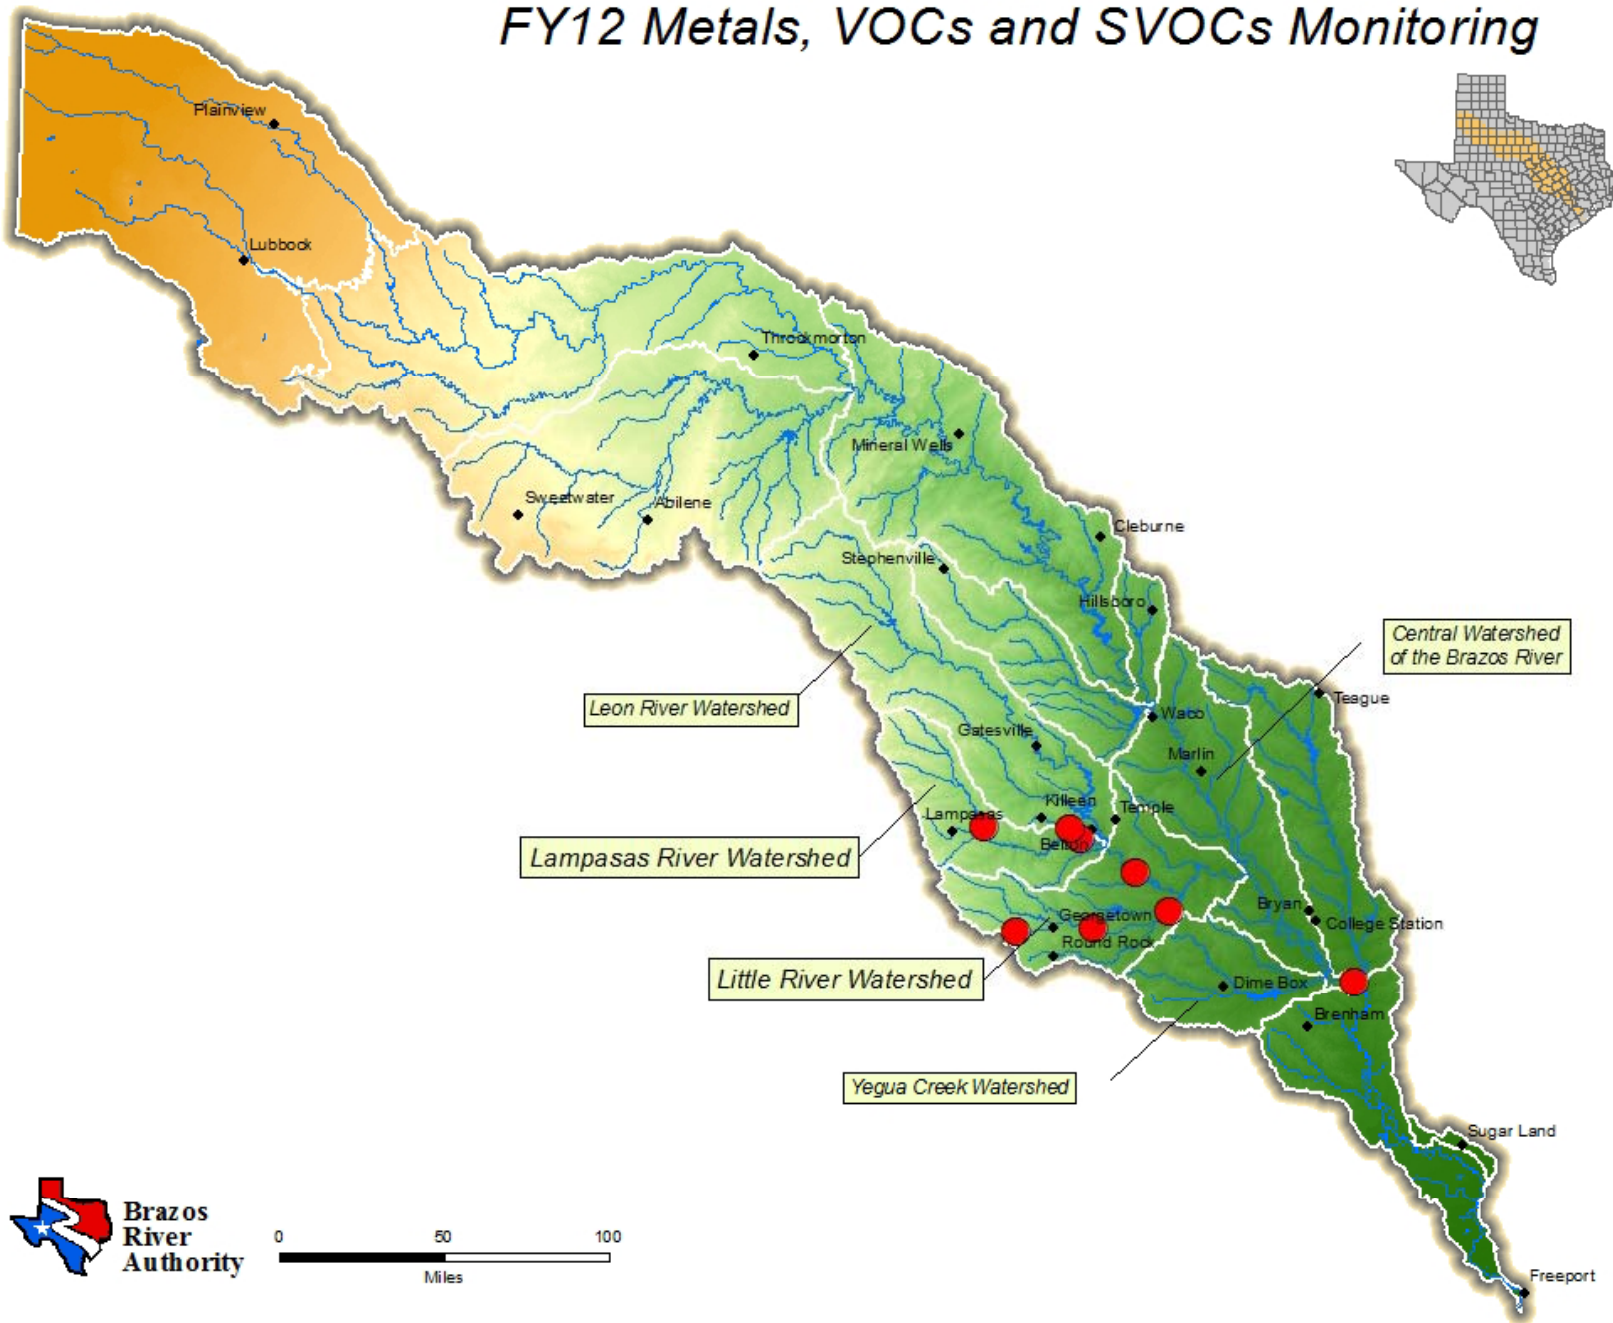 FY12 Metals, VOCs and SVOCs Monitoring
Plainview
Lubbock
Throckmorton
Mineral Wells
Sweetwater
Abilene
Cleburne
Stephenville
Hillsboro
Central Watershed
of the Brazos River
Teague
Leon River Watershed
Waco
Gatesville
Marlin
Killeen
Temple
Lampasas
Belton
Lampasas River Watershed
Bryan
College Station
Georgetown
Round Rock
Little River Watershed
Dime Box
Brenham
Yegua Creek Watershed
Sugar Land
Brazos
River
Authority
0 50 100
Miles
Freeport